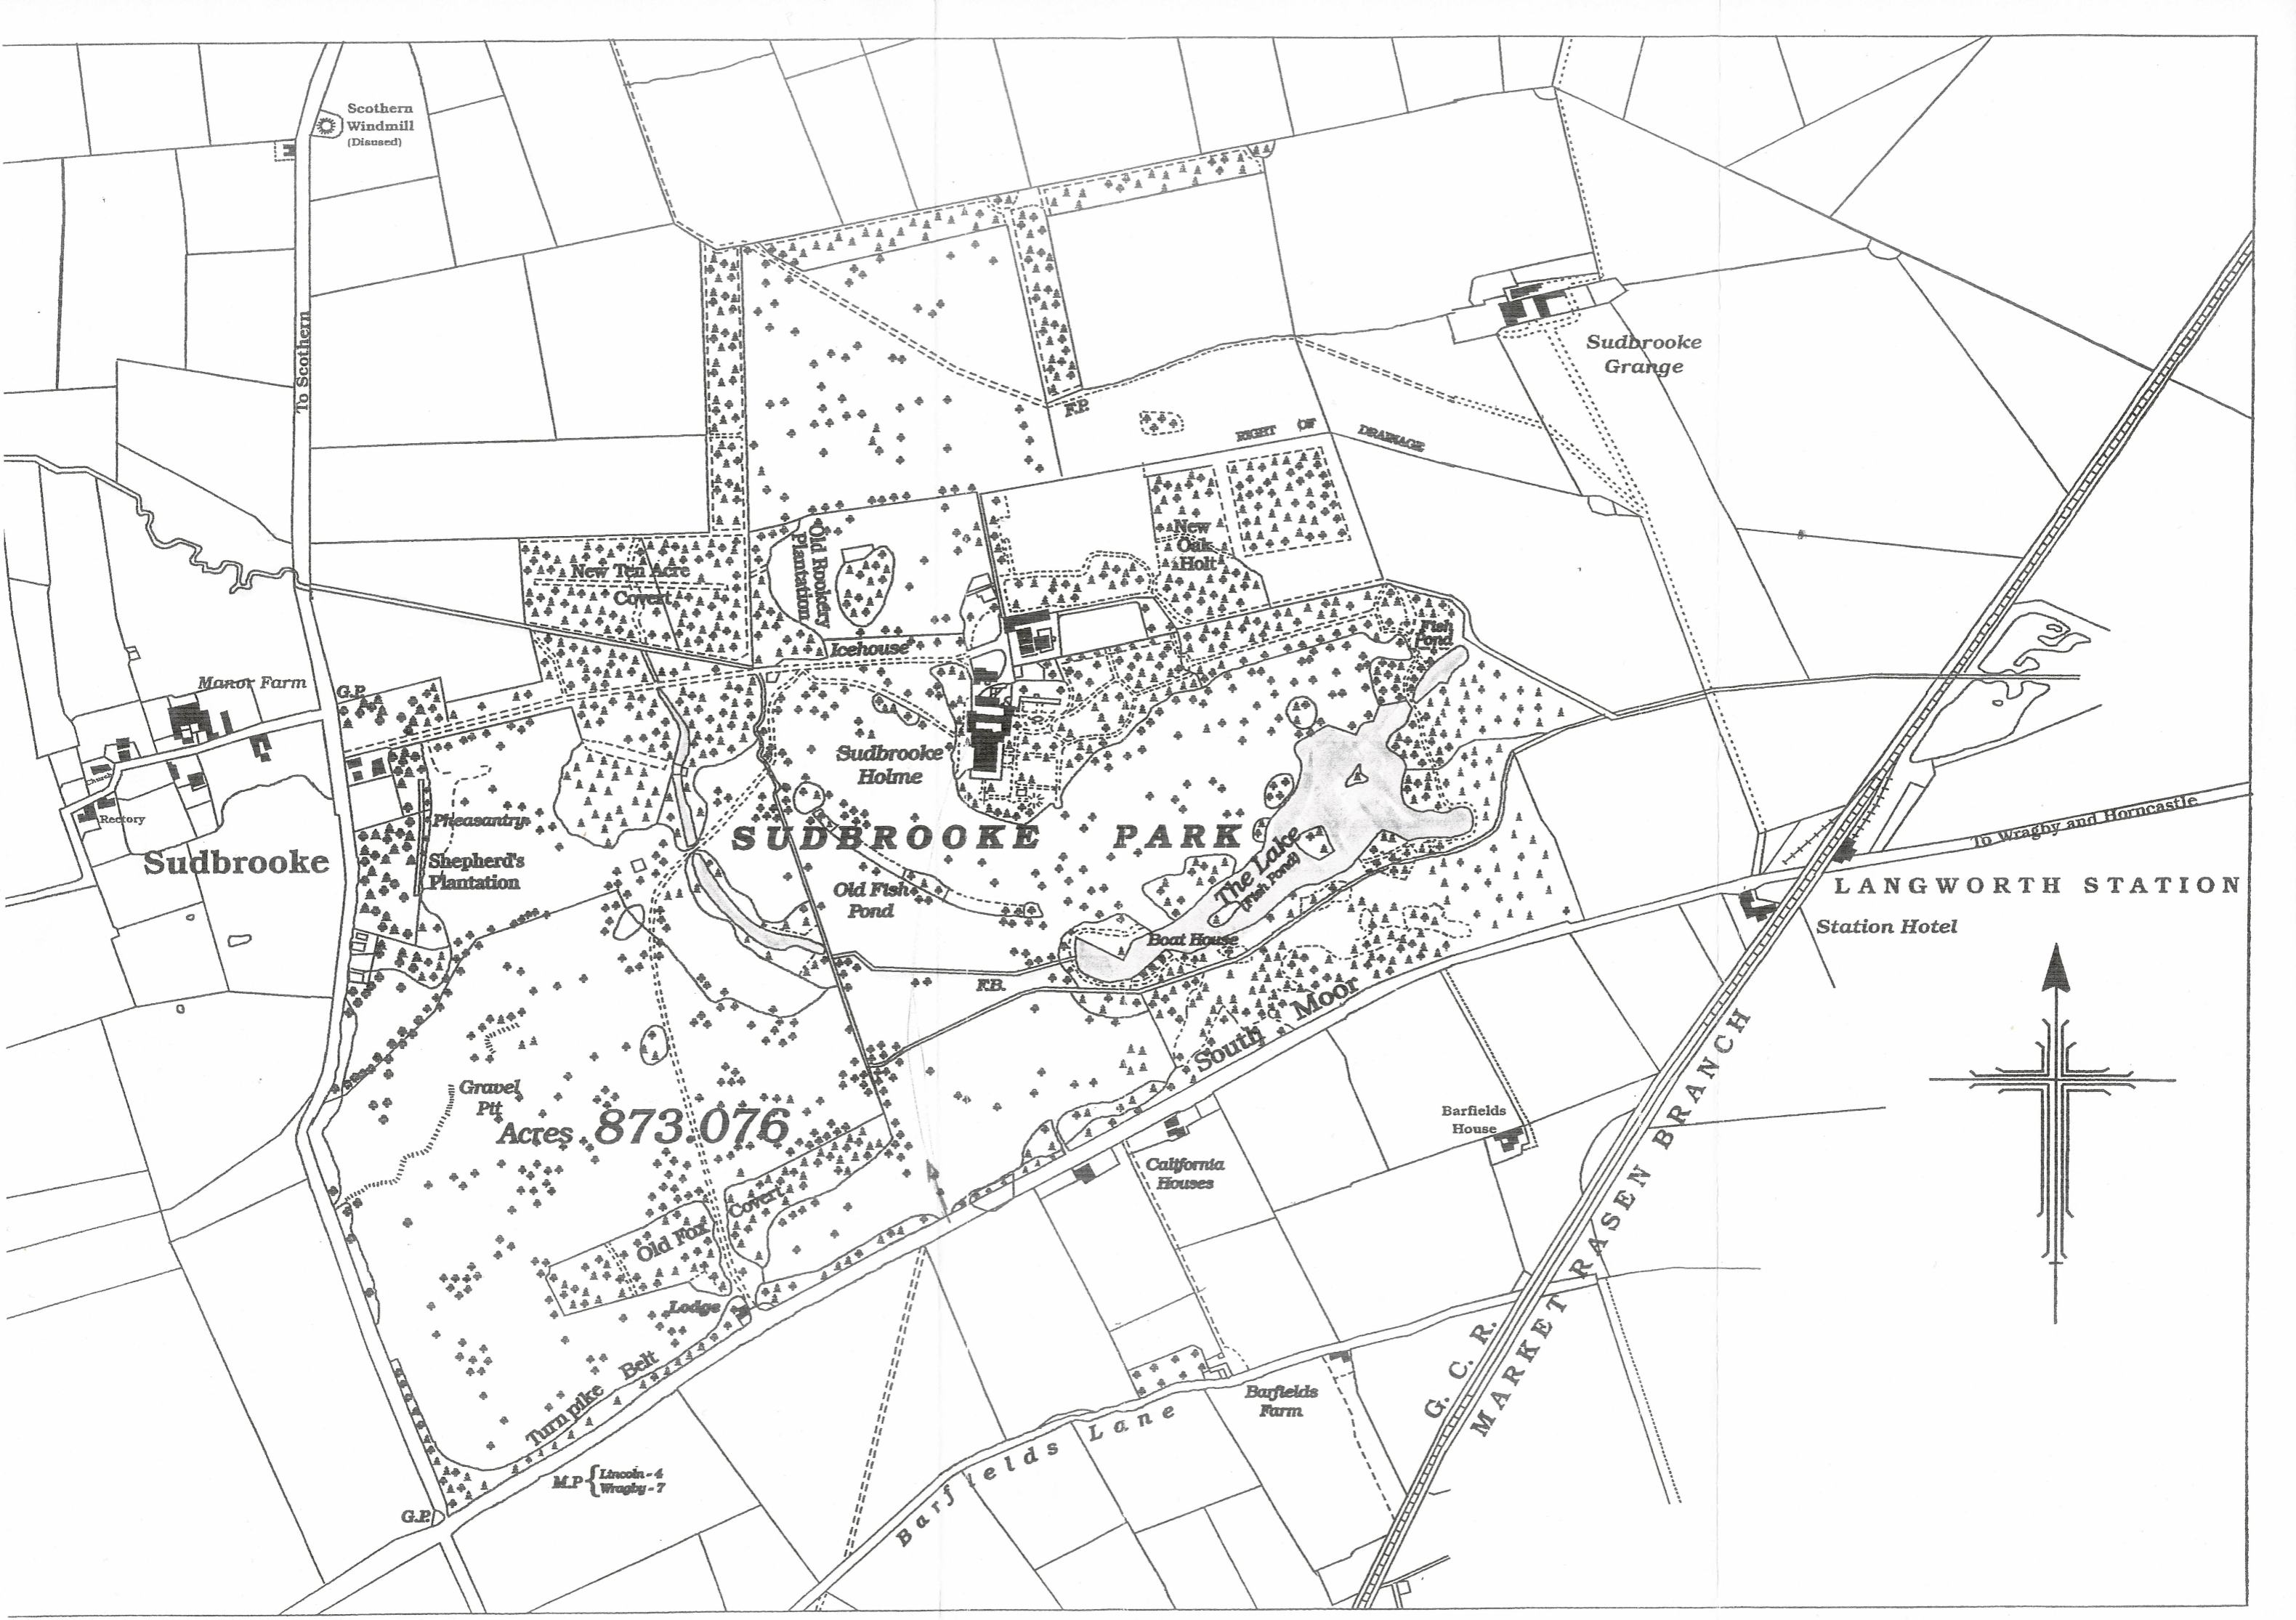 Scothern
Windmill
(Disused)
To Scothern
Sudbrooke
Grange
F.P.
RIGHT OF DRAINAGE
New
Oak
Holt
Old Rookery
Plantation
New Ten Acre
Covert
Icehouse
Fish
Pond
Manor Farm
G.P.
Church
Rectory
Sudbrooke
Pheasantry
Shepherd's
Plantation
Sudbrooke
Holme
SUDBROOKE PARK
The Lake
(Fish Pond)
Old Fish
Pond
Boat House
F.B.
South Moor
To Wragby and Horncastle
LANGWORTH STATION
Station Hotel
Gravel
Pit
Acres 873.076
Barfields
House
California
Houses
Old Fox Covert
Lodge
Turnpike Belt
M.P { Lincoln - 4
Wragby - 7
G.P.
Barfields
Farm
Barfields Lane
G. C. R.
MARKET RASEN BRANCH